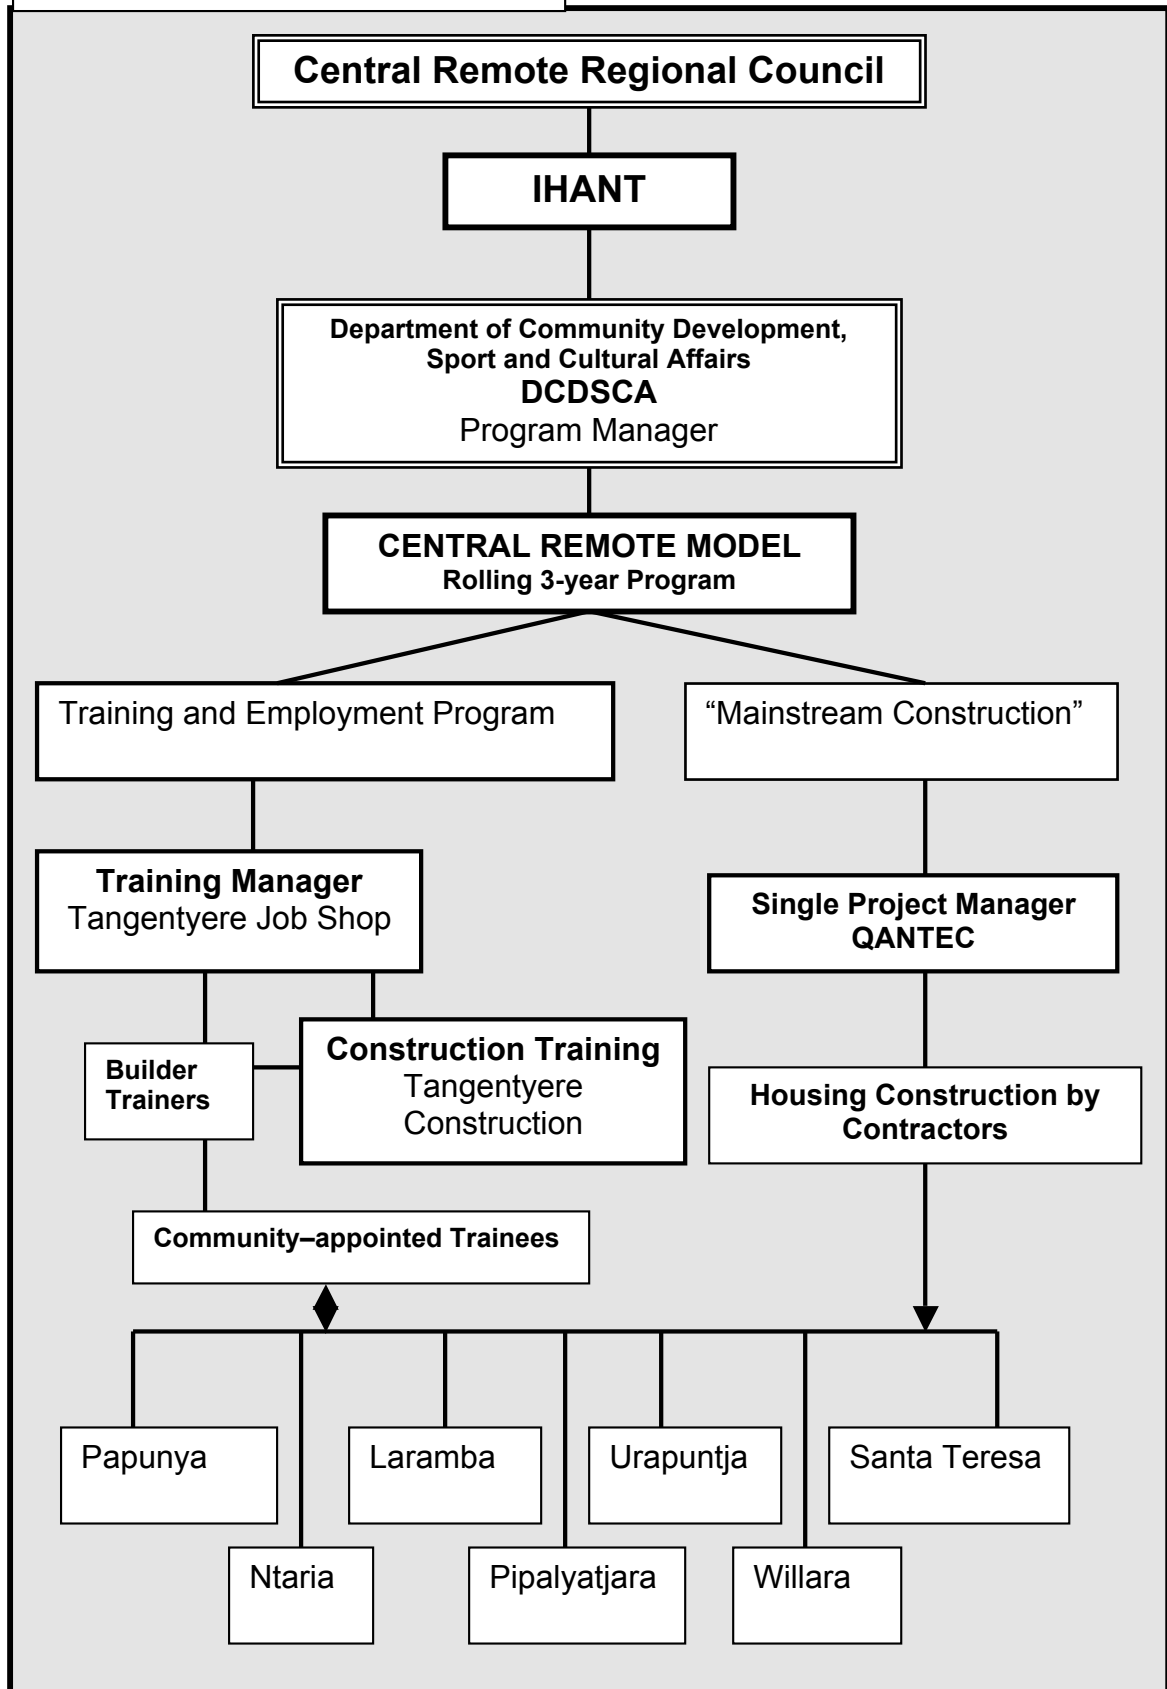 Central Remote Regional Council
IHANT
Department of Community Development,
Sport and Cultural Affairs
DCDSCA
Program Manager
CENTRAL REMOTE MODEL
Rolling 3-year Program
Training and Employment Program
“Mainstream Construction”
Training Manager
Tangentyere Job Shop
Single Project Manager
QANTEC
Builder
Trainers
Construction Training
Tangentyere
Construction
Housing Construction by
Contractors
Community–appointed Trainees
Papunya
Laramba
Urapuntja
Santa Teresa
Ntaria
Pipalyatjara
Willara